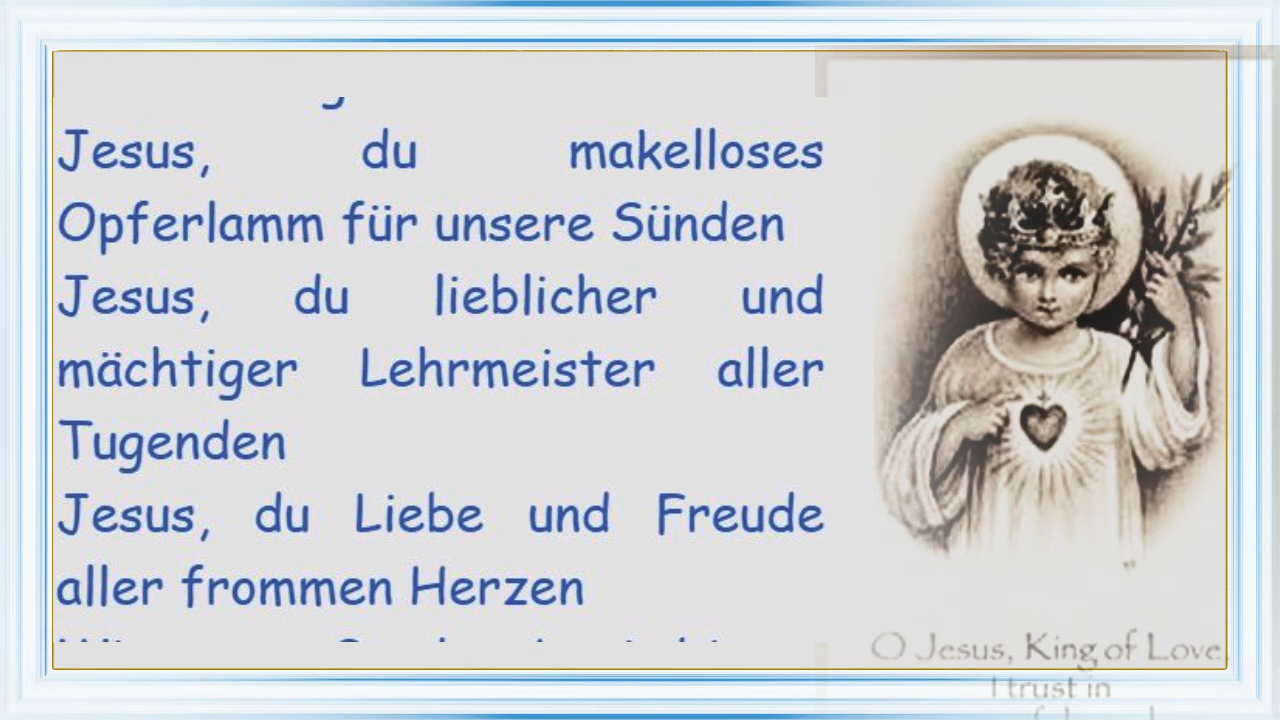 Jesus, du makelloses
Opferlamm für unsere Sünden
Jesus, du lieblicher und
mächtiger Lehrmeister aller
Tugenden
Jesus, du Liebe und Freude
aller frommen Herzen
O Jesus, King of Love,
I trust in